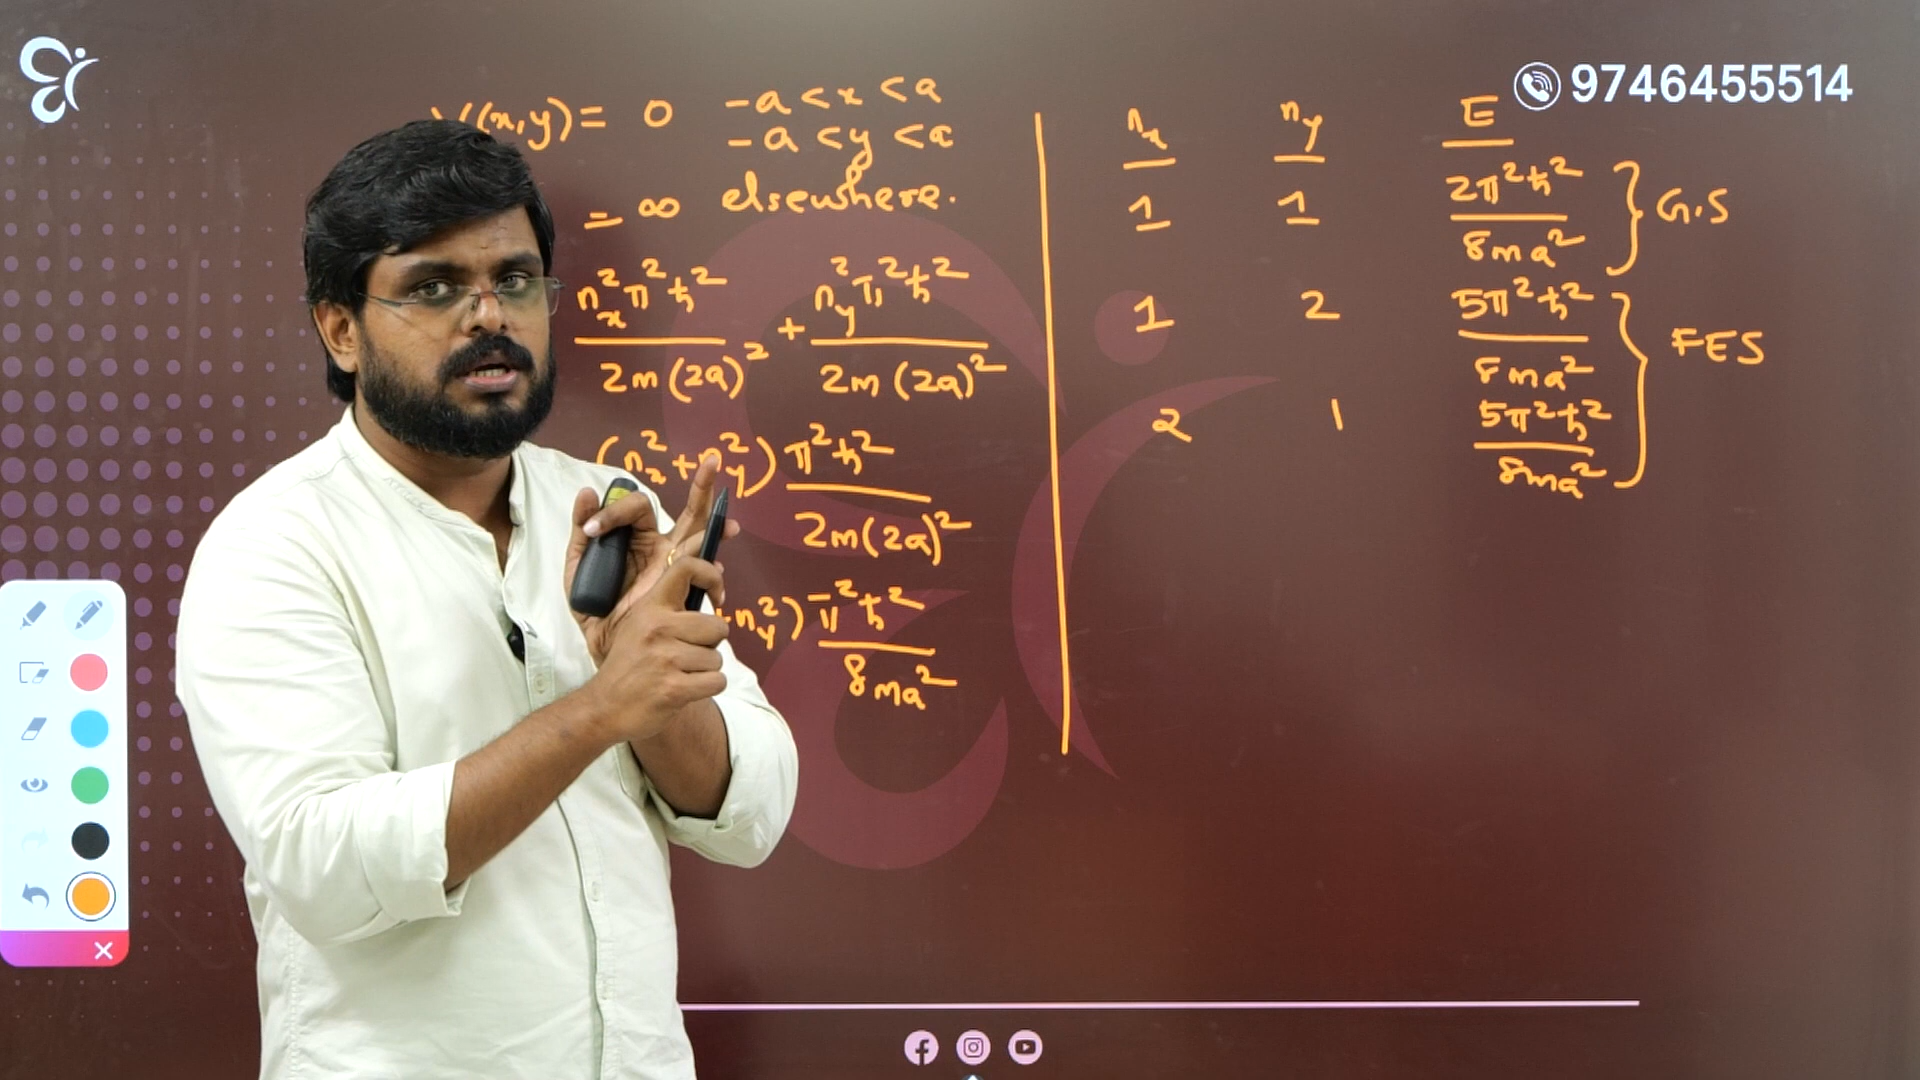 9746455514
(x,y) = 0 -a < x < a
-a < y < a
= ∞ elsewhere.
n_x²π²ħ² / 2m(2a)² + n_y²π²ħ² / 2m(2a)²
(n_x² + n_y²) π²ħ² / 2m(2a)²
+ n_y²) π²ħ² / 8ma²
n_x n_y E
1 1 2π²ħ² / 8ma² } G.S
1 2 5π²ħ² / 8ma²
2 1 5π²ħ² / 8ma² } FES